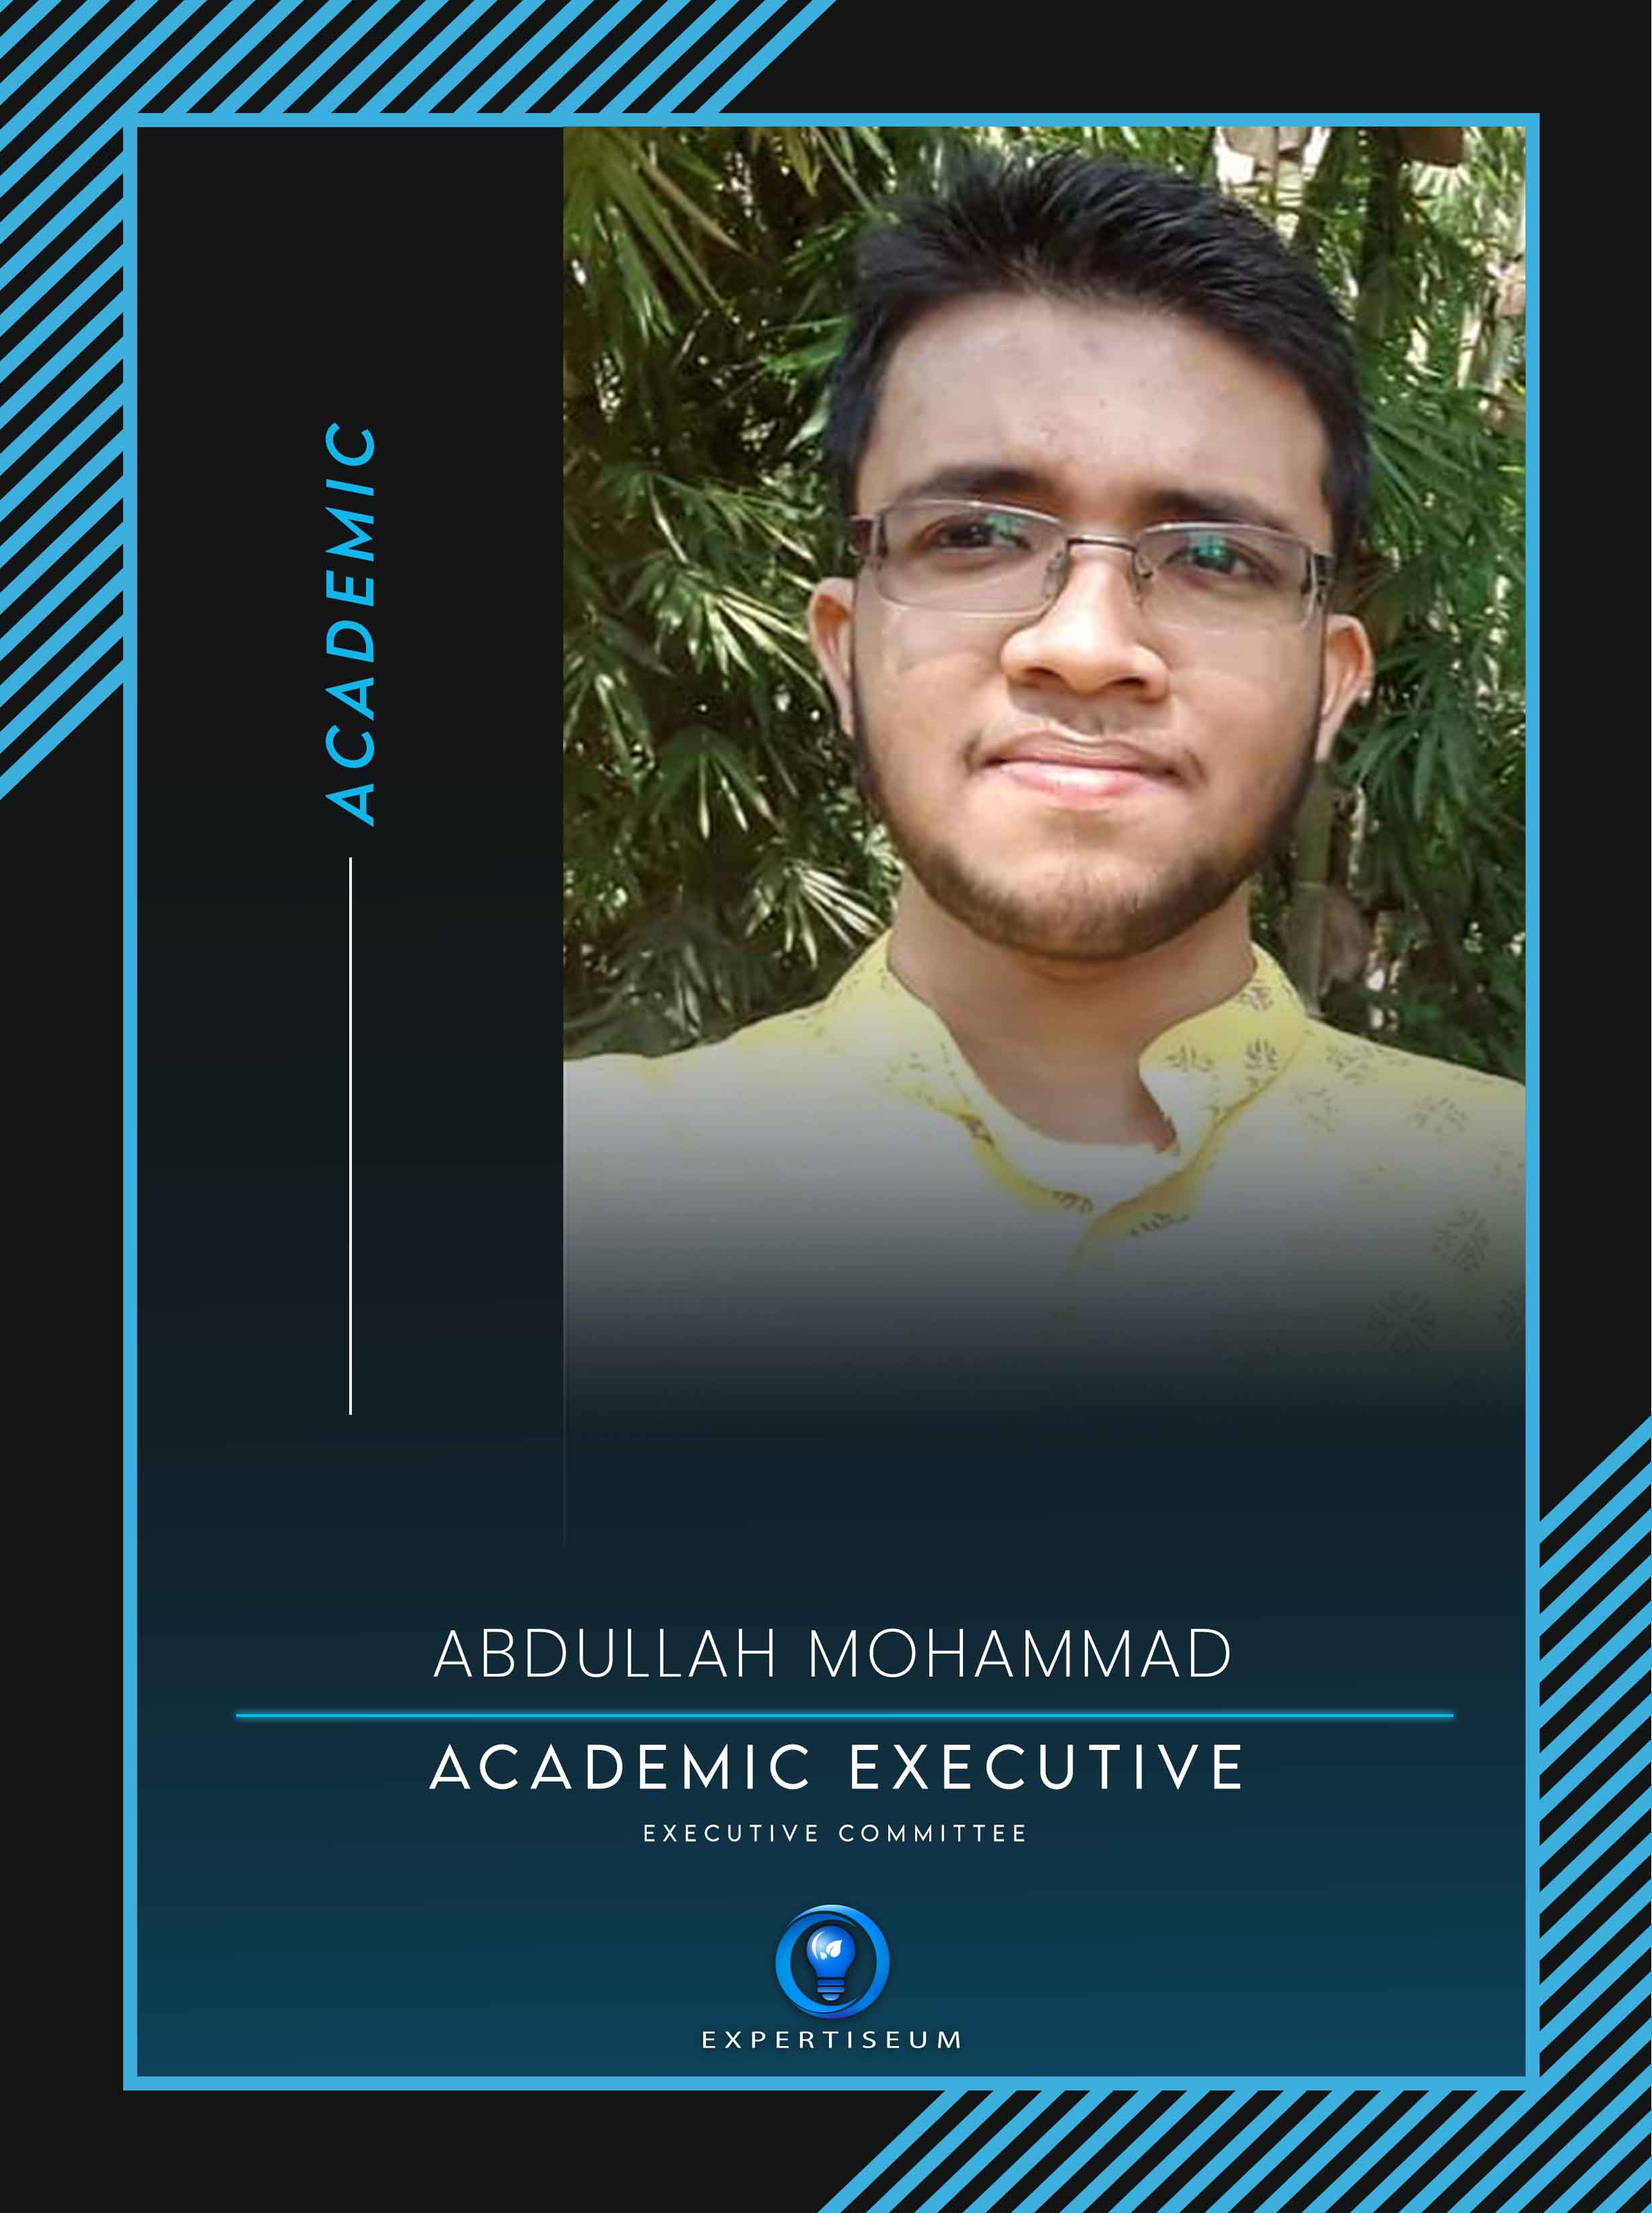 ACADEMIC
ABDULLAH MOHAMMAD
ACADEMIC EXECUTIVE
EXECUTIVE COMMITTEE
EXPERTISEUM